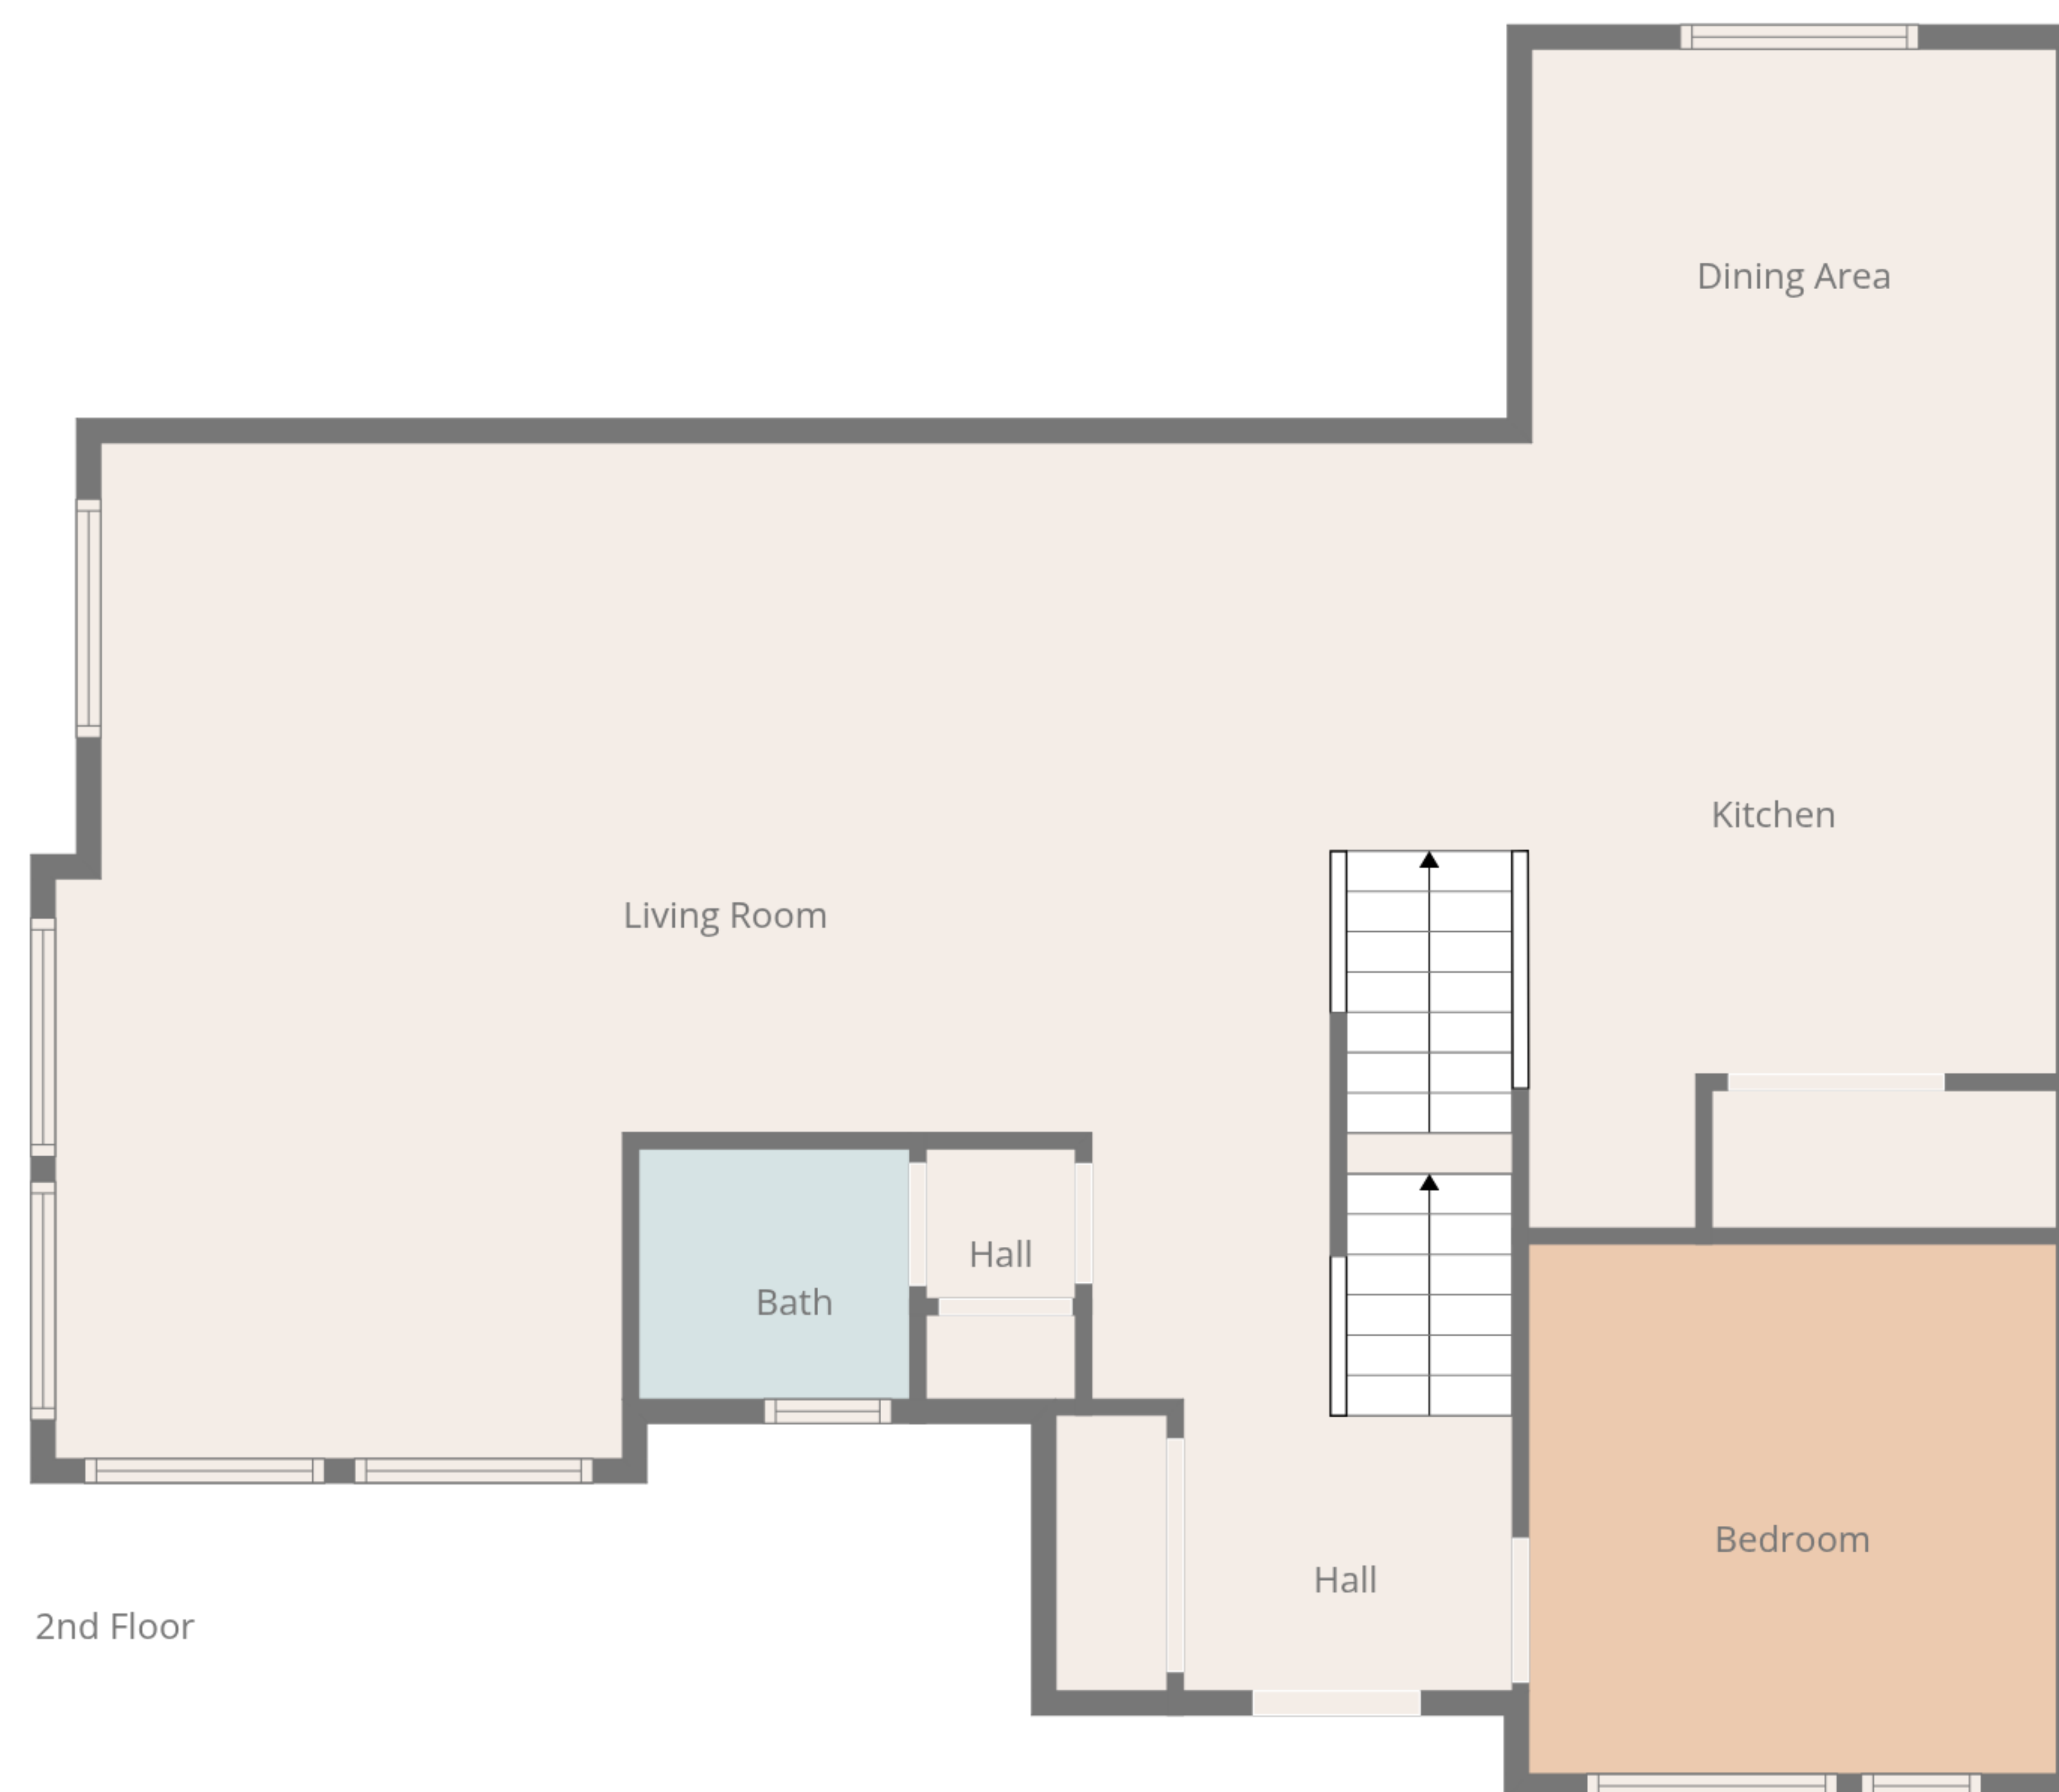 Dining Area
Kitchen
Living Room
Hall
Bath
Bedroom
Hall
2nd Floor